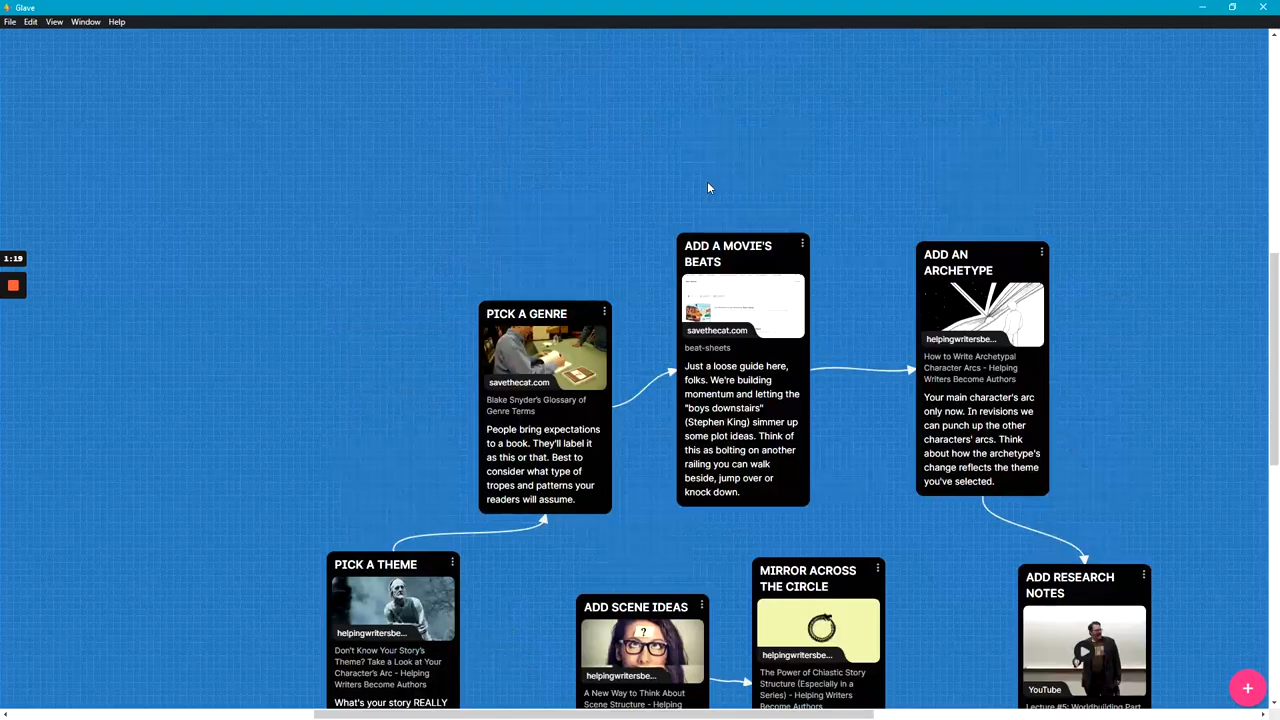 Glave
File Edit View Window Help
1:19
ADD A MOVIE'S
BEATS
savethecat.com
beat-sheets
Just a loose guide here,
folks. We're building
momentum and letting the
"boys downstairs"
(Stephen King) simmer up
some plot ideas. Think of
this as bolting on another
railing you can walk
beside, jump over or
knock down.
ADD AN
ARCHETYPE
helpingwritersbe...
How to Write Archetypal
Character Arcs - Helping
Writers Become Authors
Your main character's arc
only now. In revisions we
can punch up the other
characters' arcs. Think
about how the archetype's
change reflects the theme
you've selected.
PICK A GENRE
savethecat.com
Blake Snyder's Glossary of
Genre Terms
People bring expectations
to a book. They'll label it
as this or that. Best to
consider what type of
tropes and patterns your
readers will assume.
PICK A THEME
helpingwritersbe...
Don't Know Your Story's
Theme? Take a Look at Your
Character's Arc - Helping
Writers Become Authors
What's your story REALLY
ADD SCENE IDEAS
?
helpingwritersbe...
A New Way to Think About
Scene Structure - Helping
MIRROR ACROSS
THE CIRCLE
helpingwritersbe...
The Power of Chiastic Story
Structure (Especially in a
Series) - Helping Writers
Become Authors
ADD RESEARCH
NOTES
YouTube
Lecture #5: Worldbuilding Part
+